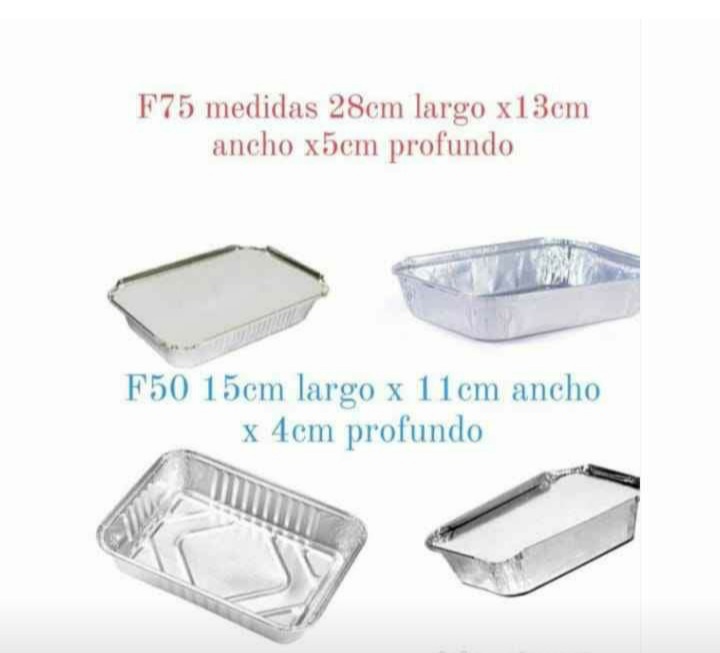 F75 medidas 28cm largo x13cm
ancho x5cm profundo
F50 15cm largo x 11cm ancho
x 4cm profundo